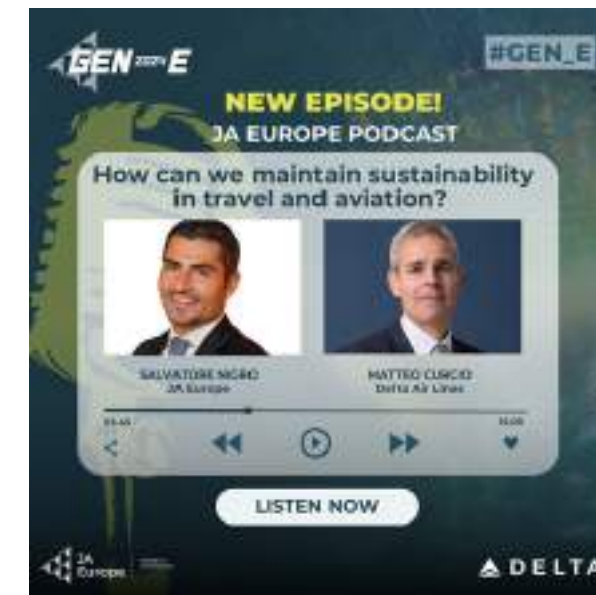 GEN 2024 E
#GEN_E
NEW EPISODE!
JA EUROPE PODCAST
How can we maintain sustainability
in travel and aviation?
SALVATORE NIGRO
JA Europe
MATTEO CURCIO
Delta Air Lines
LISTEN NOW
JA
Europe
DELTA